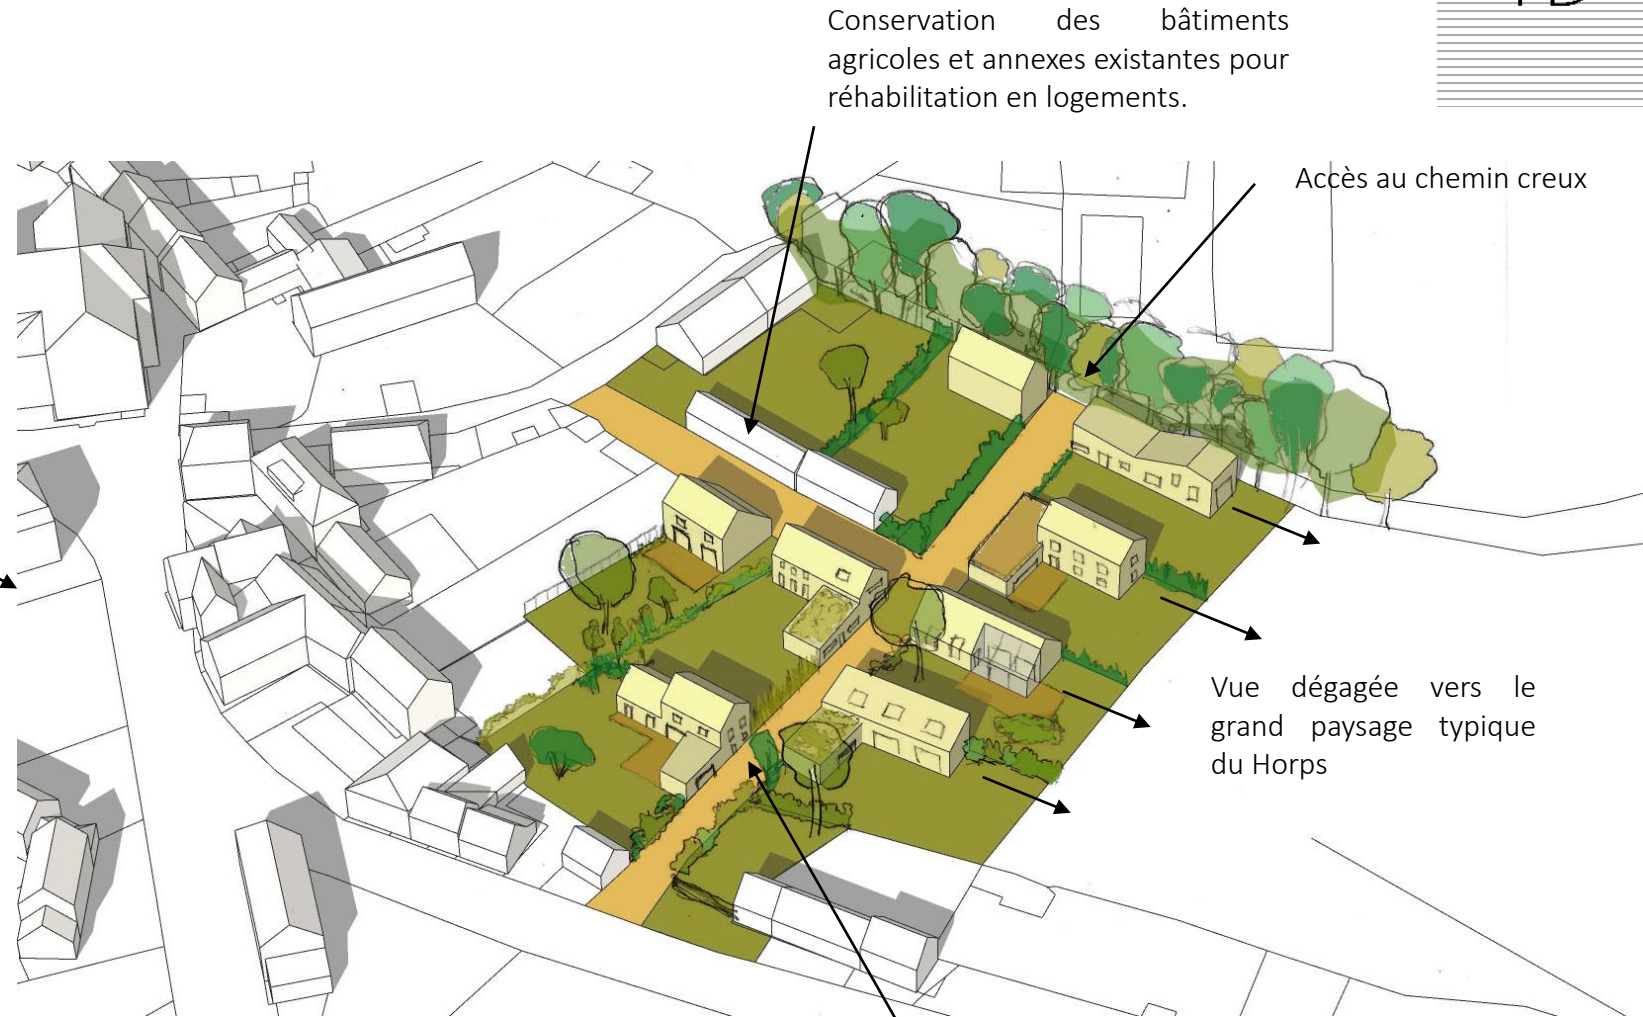 Conservation des bâtiments
agricoles et annexes existantes pour
réhabilitation en logements.
Accès au chemin creux
Vue dégagée vers le
grand paysage typique
du Horps